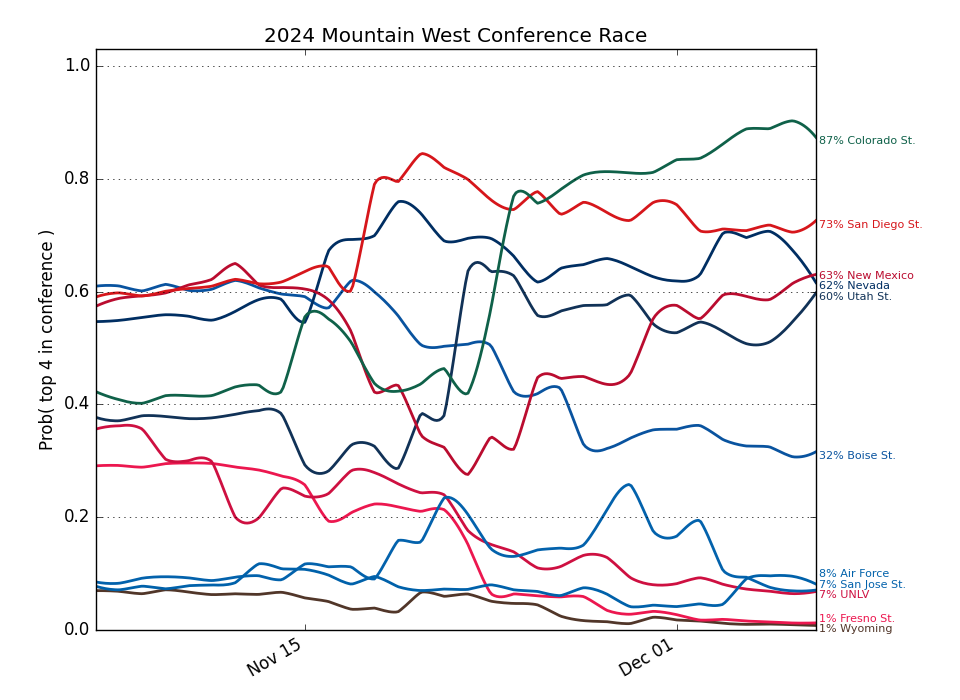 2024 Mountain West Conference Race
Prob( top 4 in conference )
1.0
0.8
0.6
0.4
0.2
0.0
Nov 15
Dec 01
87% Colorado St.
73% San Diego St.
63% New Mexico
62% Nevada
60% Utah St.
32% Boise St.
8% Air Force
7% San Jose St.
7% UNLV
1% Fresno St.
1% Wyoming